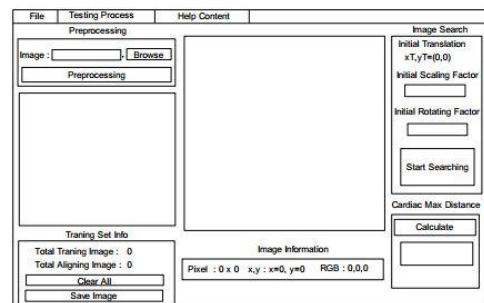 File Testing Process Help Content
Preprocessing
Image : . Browse
Preprocessing
Traning Set Info
Total Traning Image : 0
Total Aligning Image : 0
Clear All
Save Image
Image Information
Pixel : 0 x 0 x,y : x=0, y=0 RGB : 0,0,0
Image Search
Initial Translation
xT,yT=(0,0)
Initial Scaling Factor
Initial Rotating Factor
Start Searching
Cardiac Max Distance
Calculate